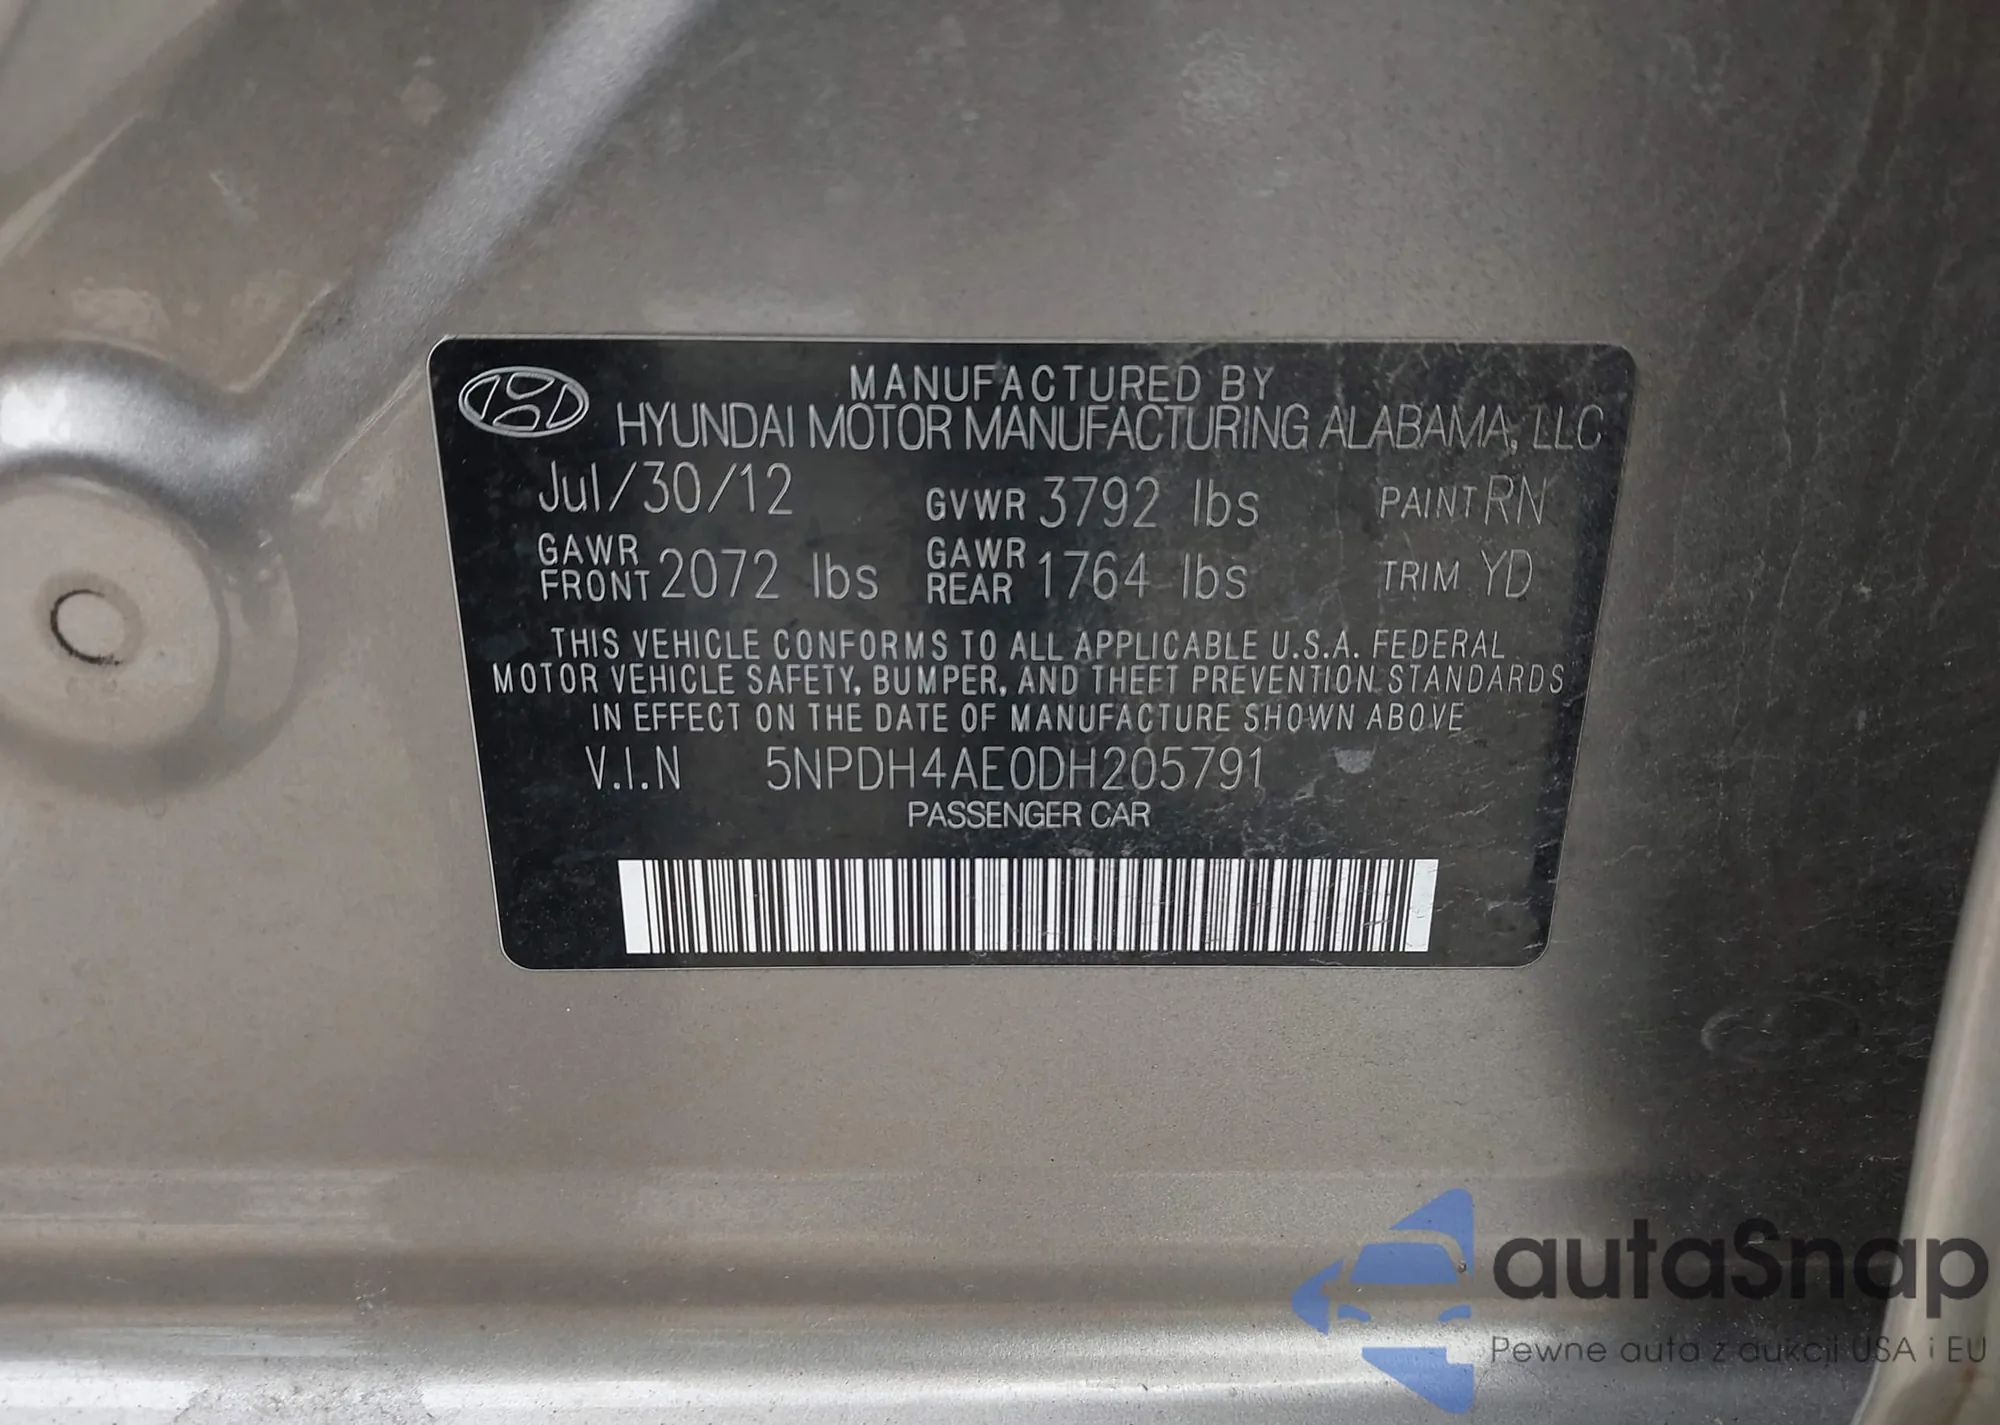 MANUFACTURED BY
HYUNDAI MOTOR MANUFACTURING ALABAMA, LLC
Jul/30/12 GVWR 3792 lbs PAINT RN
GAWR FRONT 2072 lbs GAWR REAR 1764 lbs TRIM YD
THIS VEHICLE CONFORMS TO ALL APPLICABLE U.S.A. FEDERAL
MOTOR VEHICLE SAFETY, BUMPER, AND THEFT PREVENTION STANDARDS
IN EFFECT ON THE DATE OF MANUFACTURE SHOWN ABOVE
V.I.N 5NPDH4AE0DH205791
PASSENGER CAR
autaSnap
Pewne auta z aukcji USA i EU